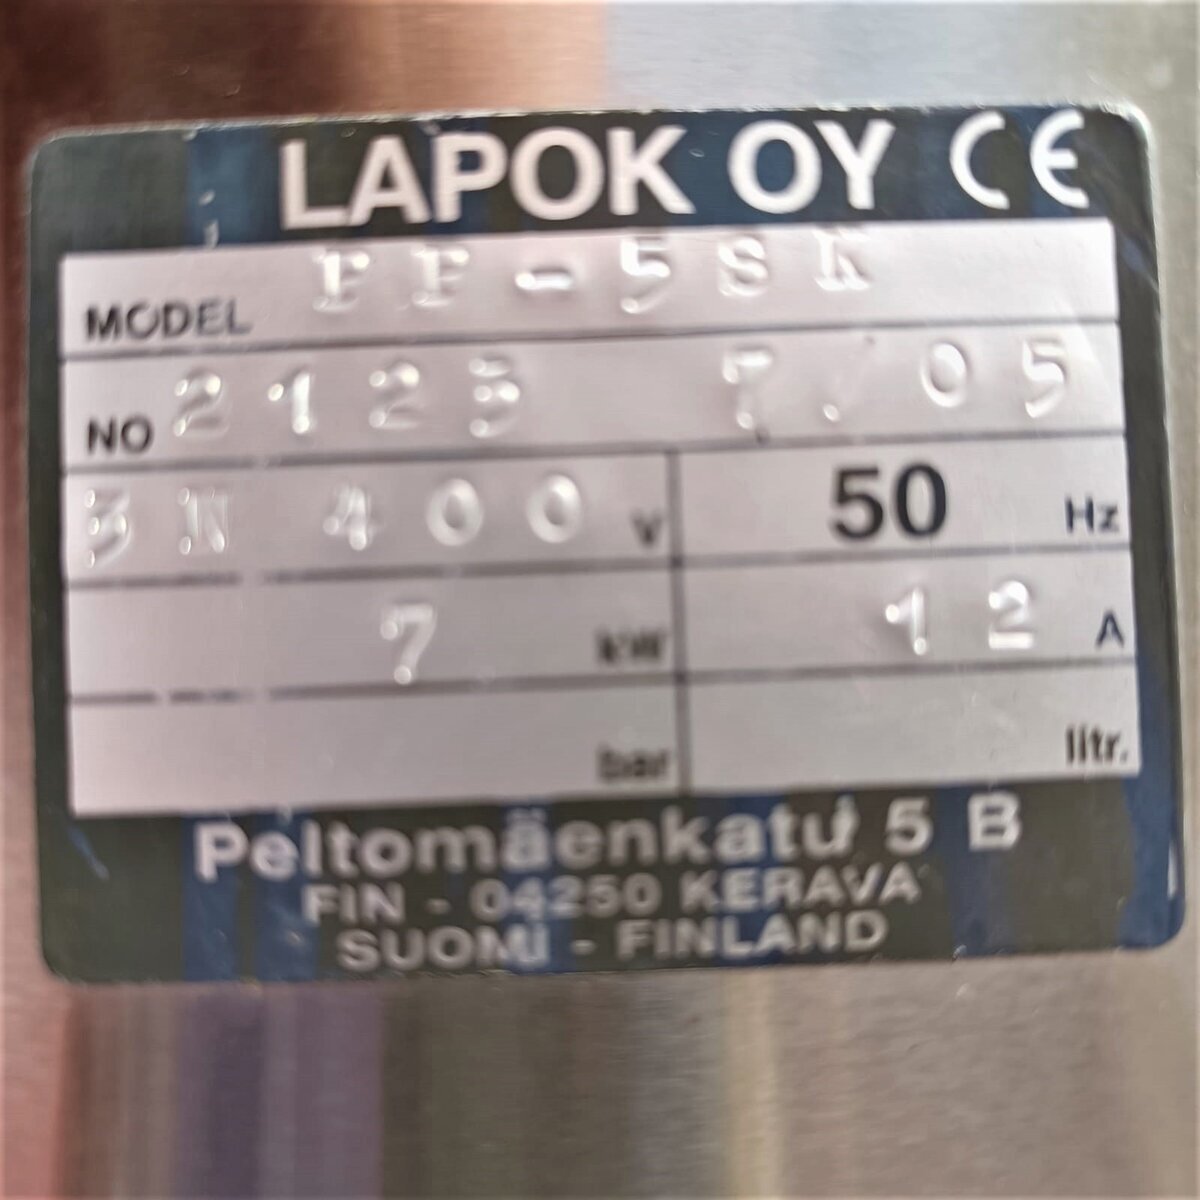 LAPOK OY CE
MODEL FF-5SK
NO 2123 7/05
3N 400 V 50 Hz
7 kW 12 A
bar litr.
Peltomäenkatu 5 B
FIN - 04250 KERAVA
SUOMI - FINLAND